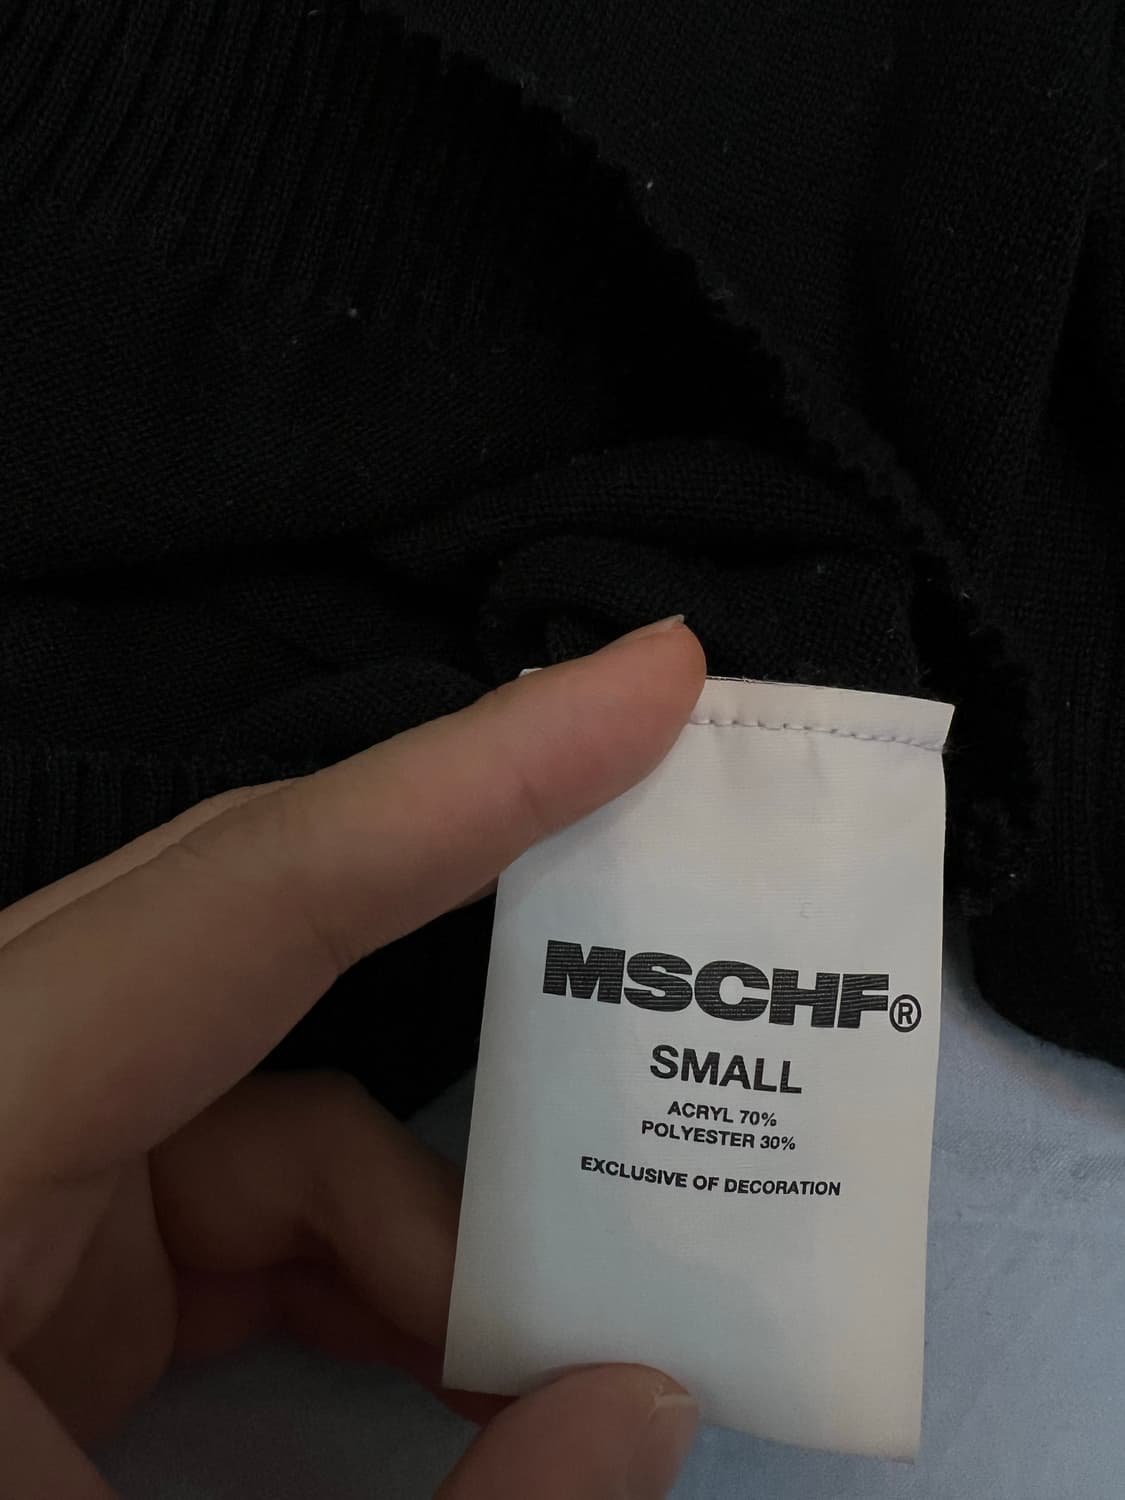 MSCHF®
SMALL
ACRYL 70%
POLYESTER 30%
EXCLUSIVE OF DECORATION